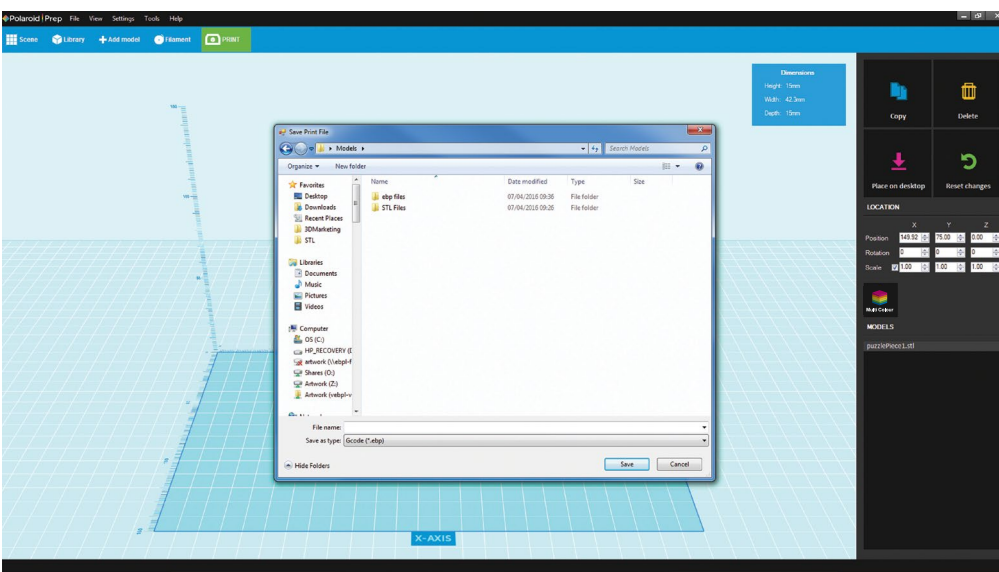 Polaroid Prep File View Settings Tools Help
Scene Library Add model Filament PRINT
Dimensions
Height: 15mm
Width: 42.3mm
Depth: 15mm
Copy Delete
Place on desktop Reset changes
LOCATION
X Y Z
Position 149.92 75.00 0.00
Rotation 0 0 0
Scale 1.00 1.00 1.00
Multi Colour
MODELS
puzzlePiece1.stl
Save Print File
Models
Search Models
Organize New folder
Name Date modified Type Size
ebp files 07/04/2016 09:36 File folder
STL Files 07/04/2016 09:26 File folder
Favorites
Desktop
Downloads
Recent Places
3DMarketing
STL
Libraries
Documents
Music
Pictures
Videos
Computer
OS (C:)
HP_RECOVERY (D
artwork (\\ebpl-f
Shares (O:)
Artwork (Z:)
Artwork (vebpl-v
File name:
Save as type: Gcode (*.ebp)
Hide Folders Save Cancel
X-AXIS